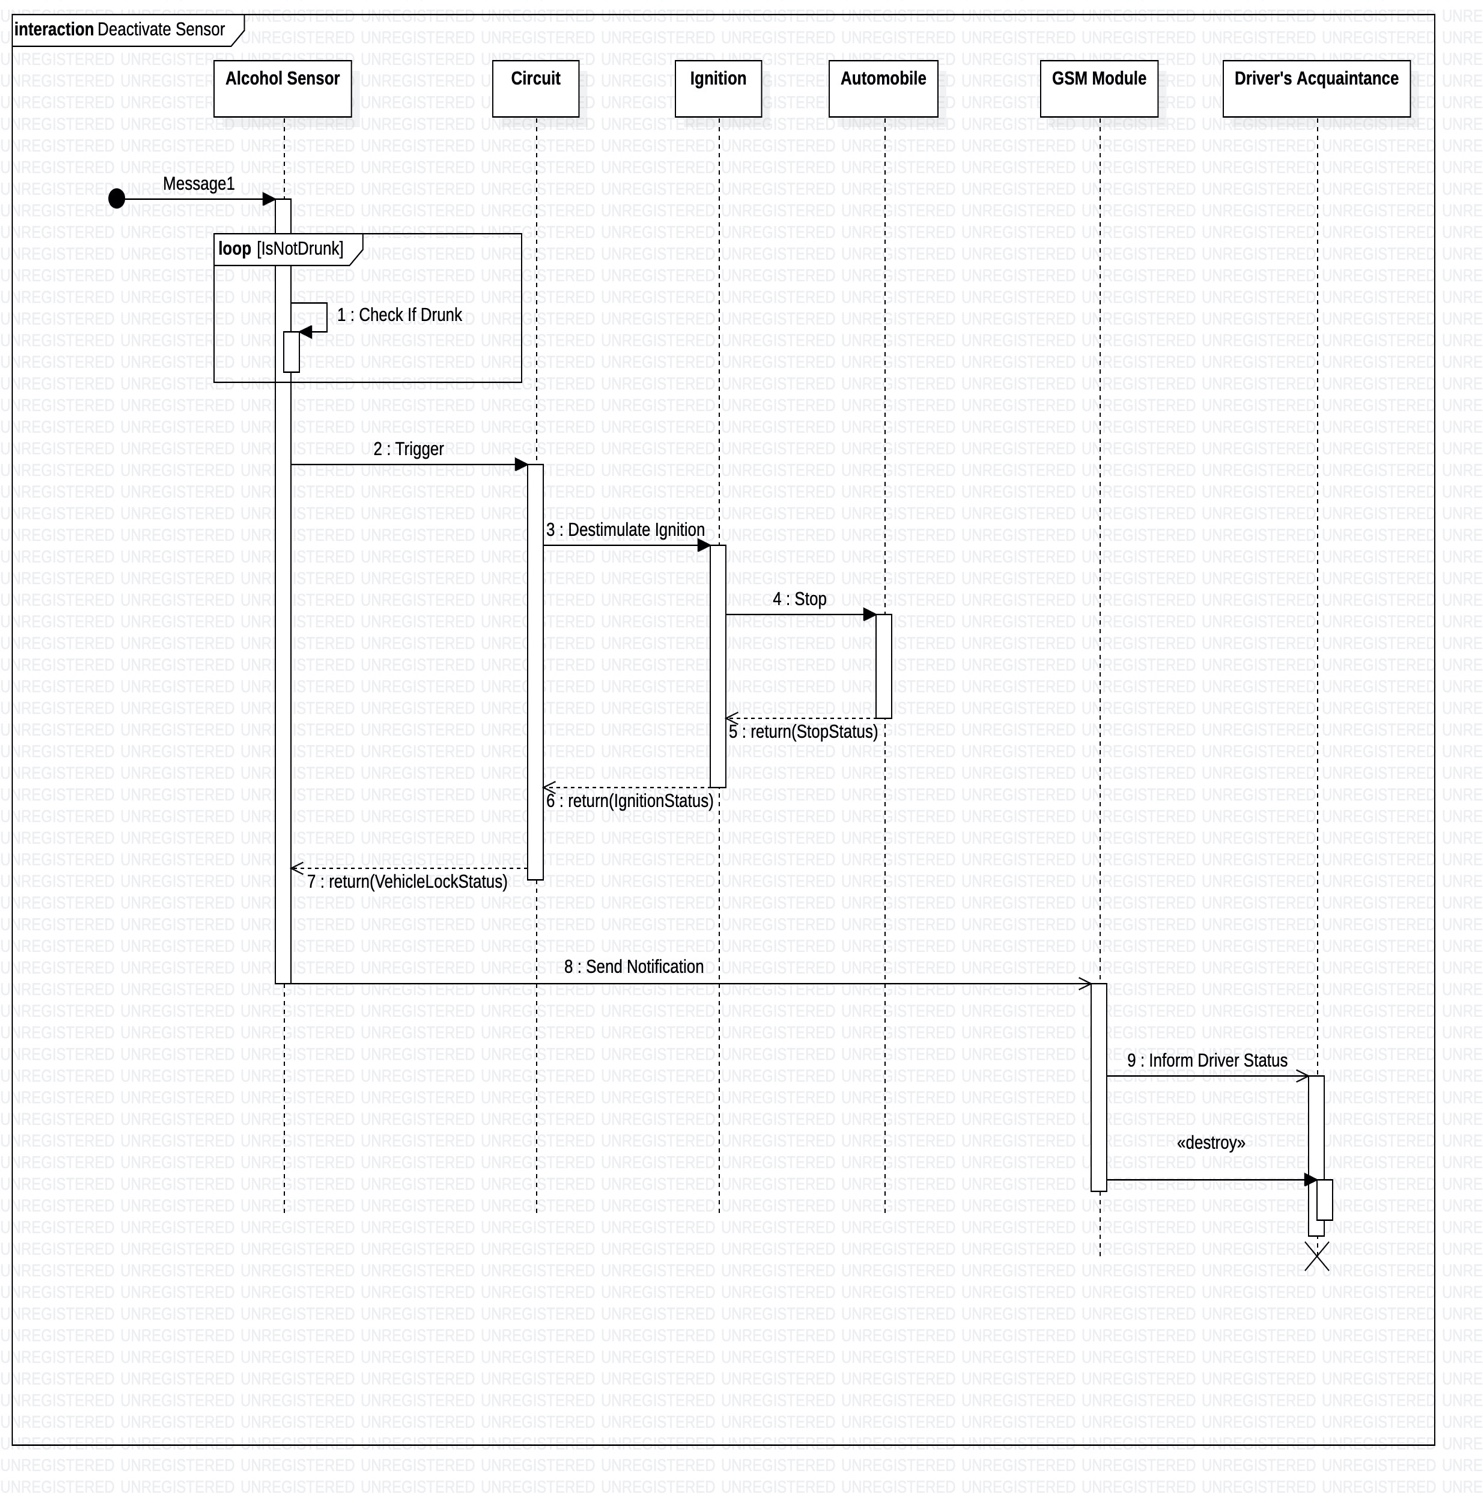 interaction Deactivate Sensor
Alcohol Sensor
Circuit
Ignition
Automobile
GSM Module
Driver's Acquaintance
Message1
loop [IsNotDrunk]
1 : Check If Drunk
2 : Trigger
3 : Destimulate Ignition
4 : Stop
5 : return(StopStatus)
6 : return(IgnitionStatus)
7 : return(VehicleLockStatus)
8 : Send Notification
9 : Inform Driver Status
«destroy»
UNREGISTERED